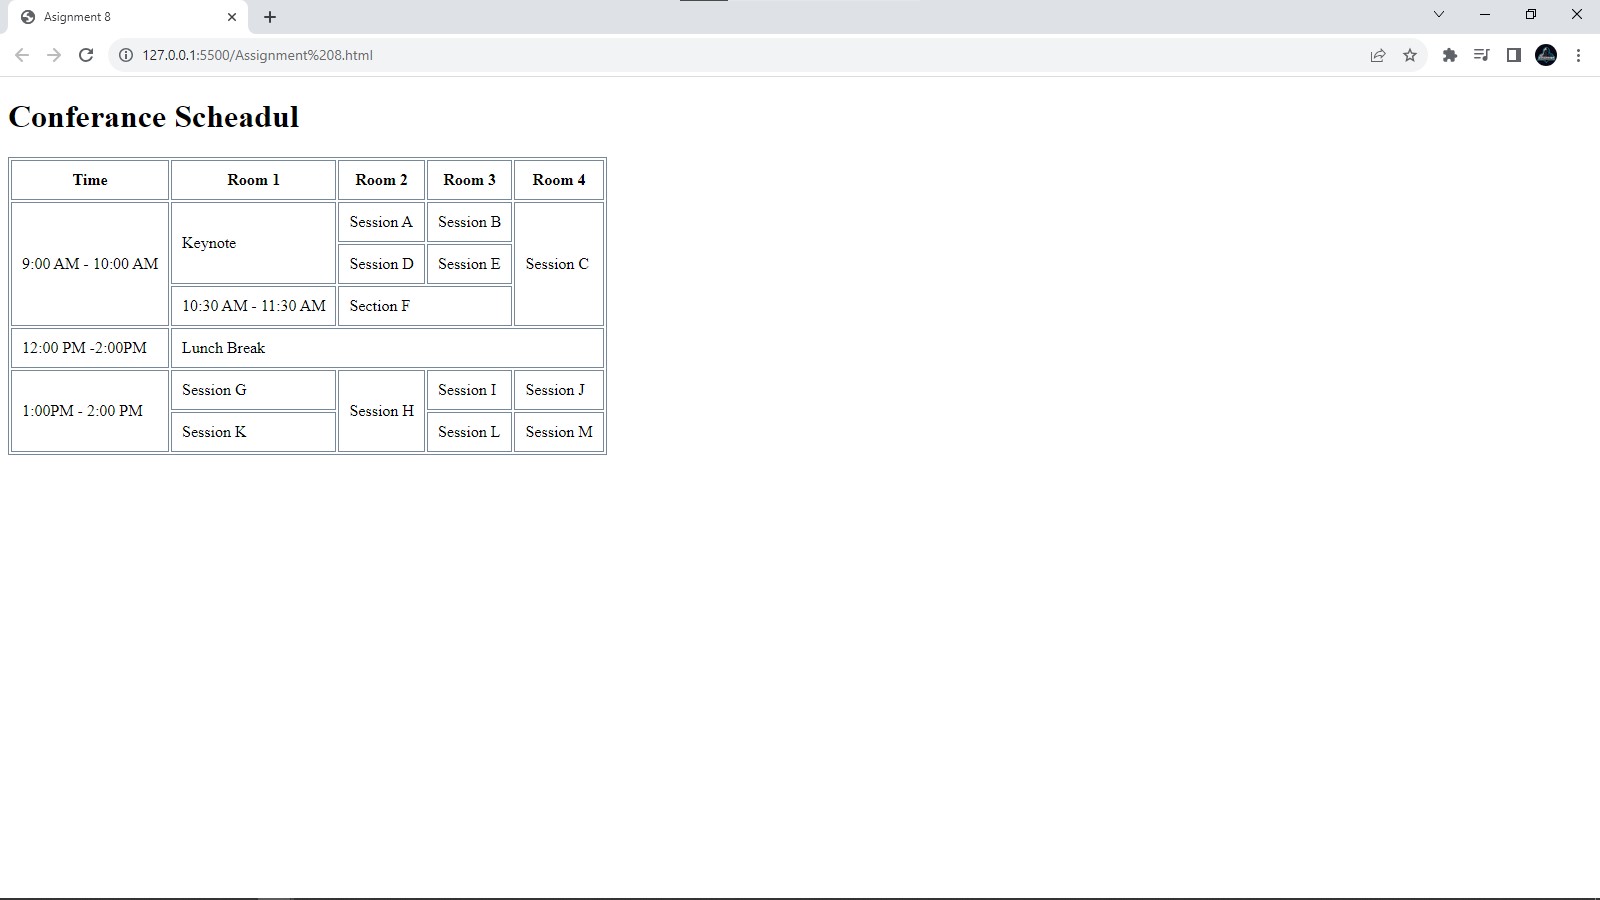 Asignment 8
127.0.0.1:5500/Assignment%208.html
Conferance Scheadul
Time Room 1 Room 2 Room 3 Room 4
9:00 AM - 10:00 AM Keynote Session A Session B Session C
Session D Session E
10:30 AM - 11:30 AM Section F
12:00 PM -2:00PM Lunch Break
1:00PM - 2:00 PM Session G Session H Session I Session J
Session K Session L Session M